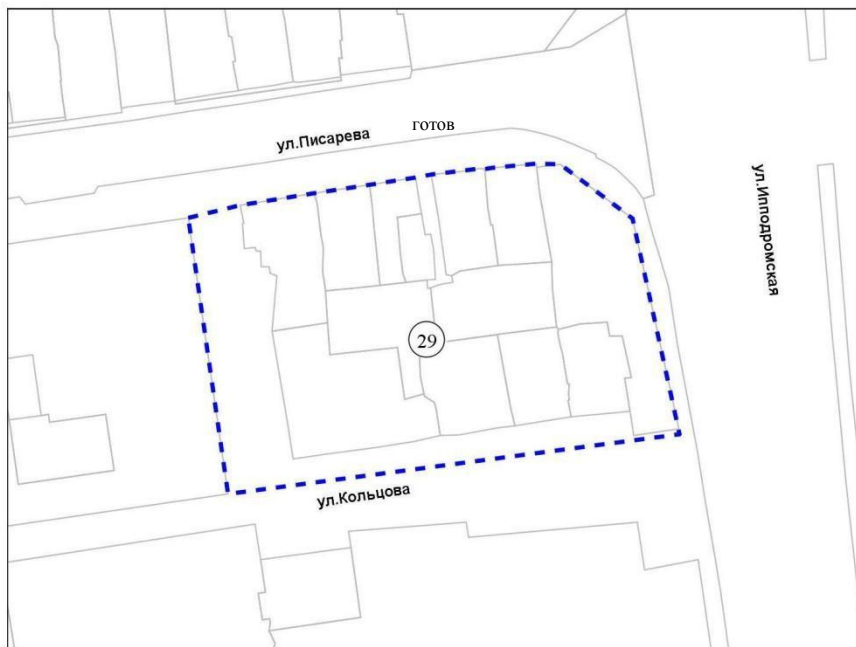 ул.Писарева
готов
ул.Ипподромская
29
ул.Кольцова